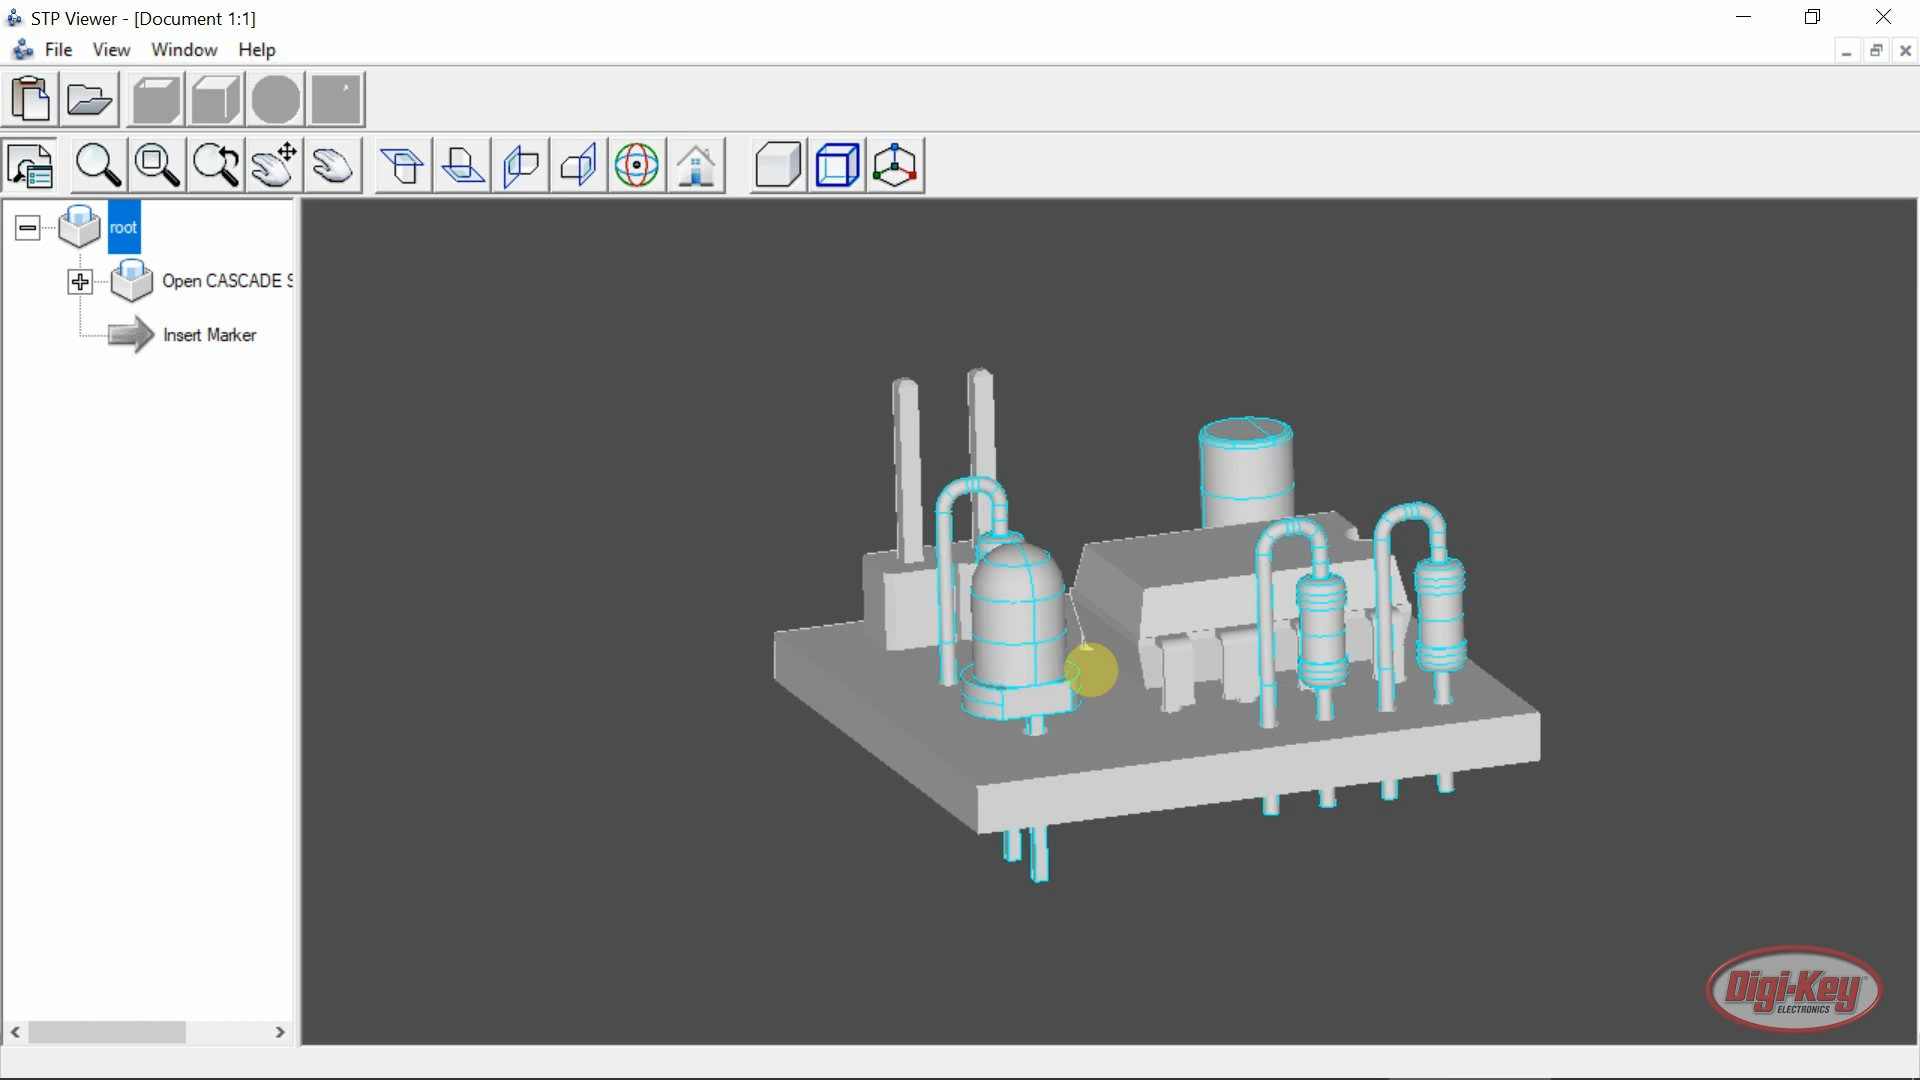 STP Viewer - [Document 1:1]
File View Window Help
root
Open CASCADE S
Insert Marker
Digi-Key
ELECTRONICS